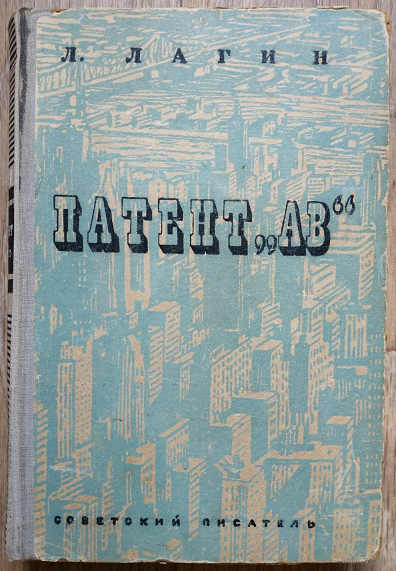 Л. ЛАГИН
ПАТЕНТ „АВ“
СОВЕТСКИЙ ПИСАТЕЛЬ